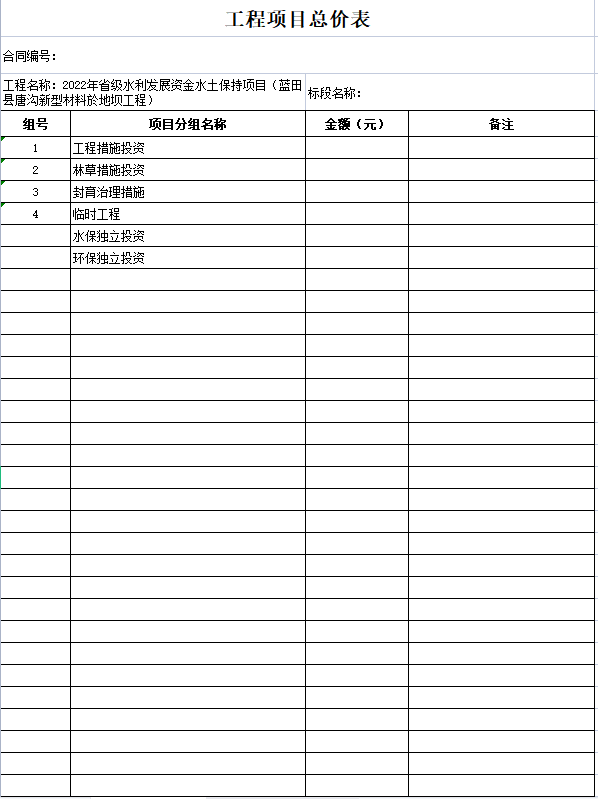 工程项目总价表
合同编号：
工程名称：2022年省级水利发展资金水土保持项目（蓝田
县唐沟新型材料於地坝工程）
标段名称：
组号 项目分组名称 金额（元） 备注
1 工程措施投资
2 林草措施投资
3 封育治理措施
4 临时工程
水保独立投资
环保独立投资